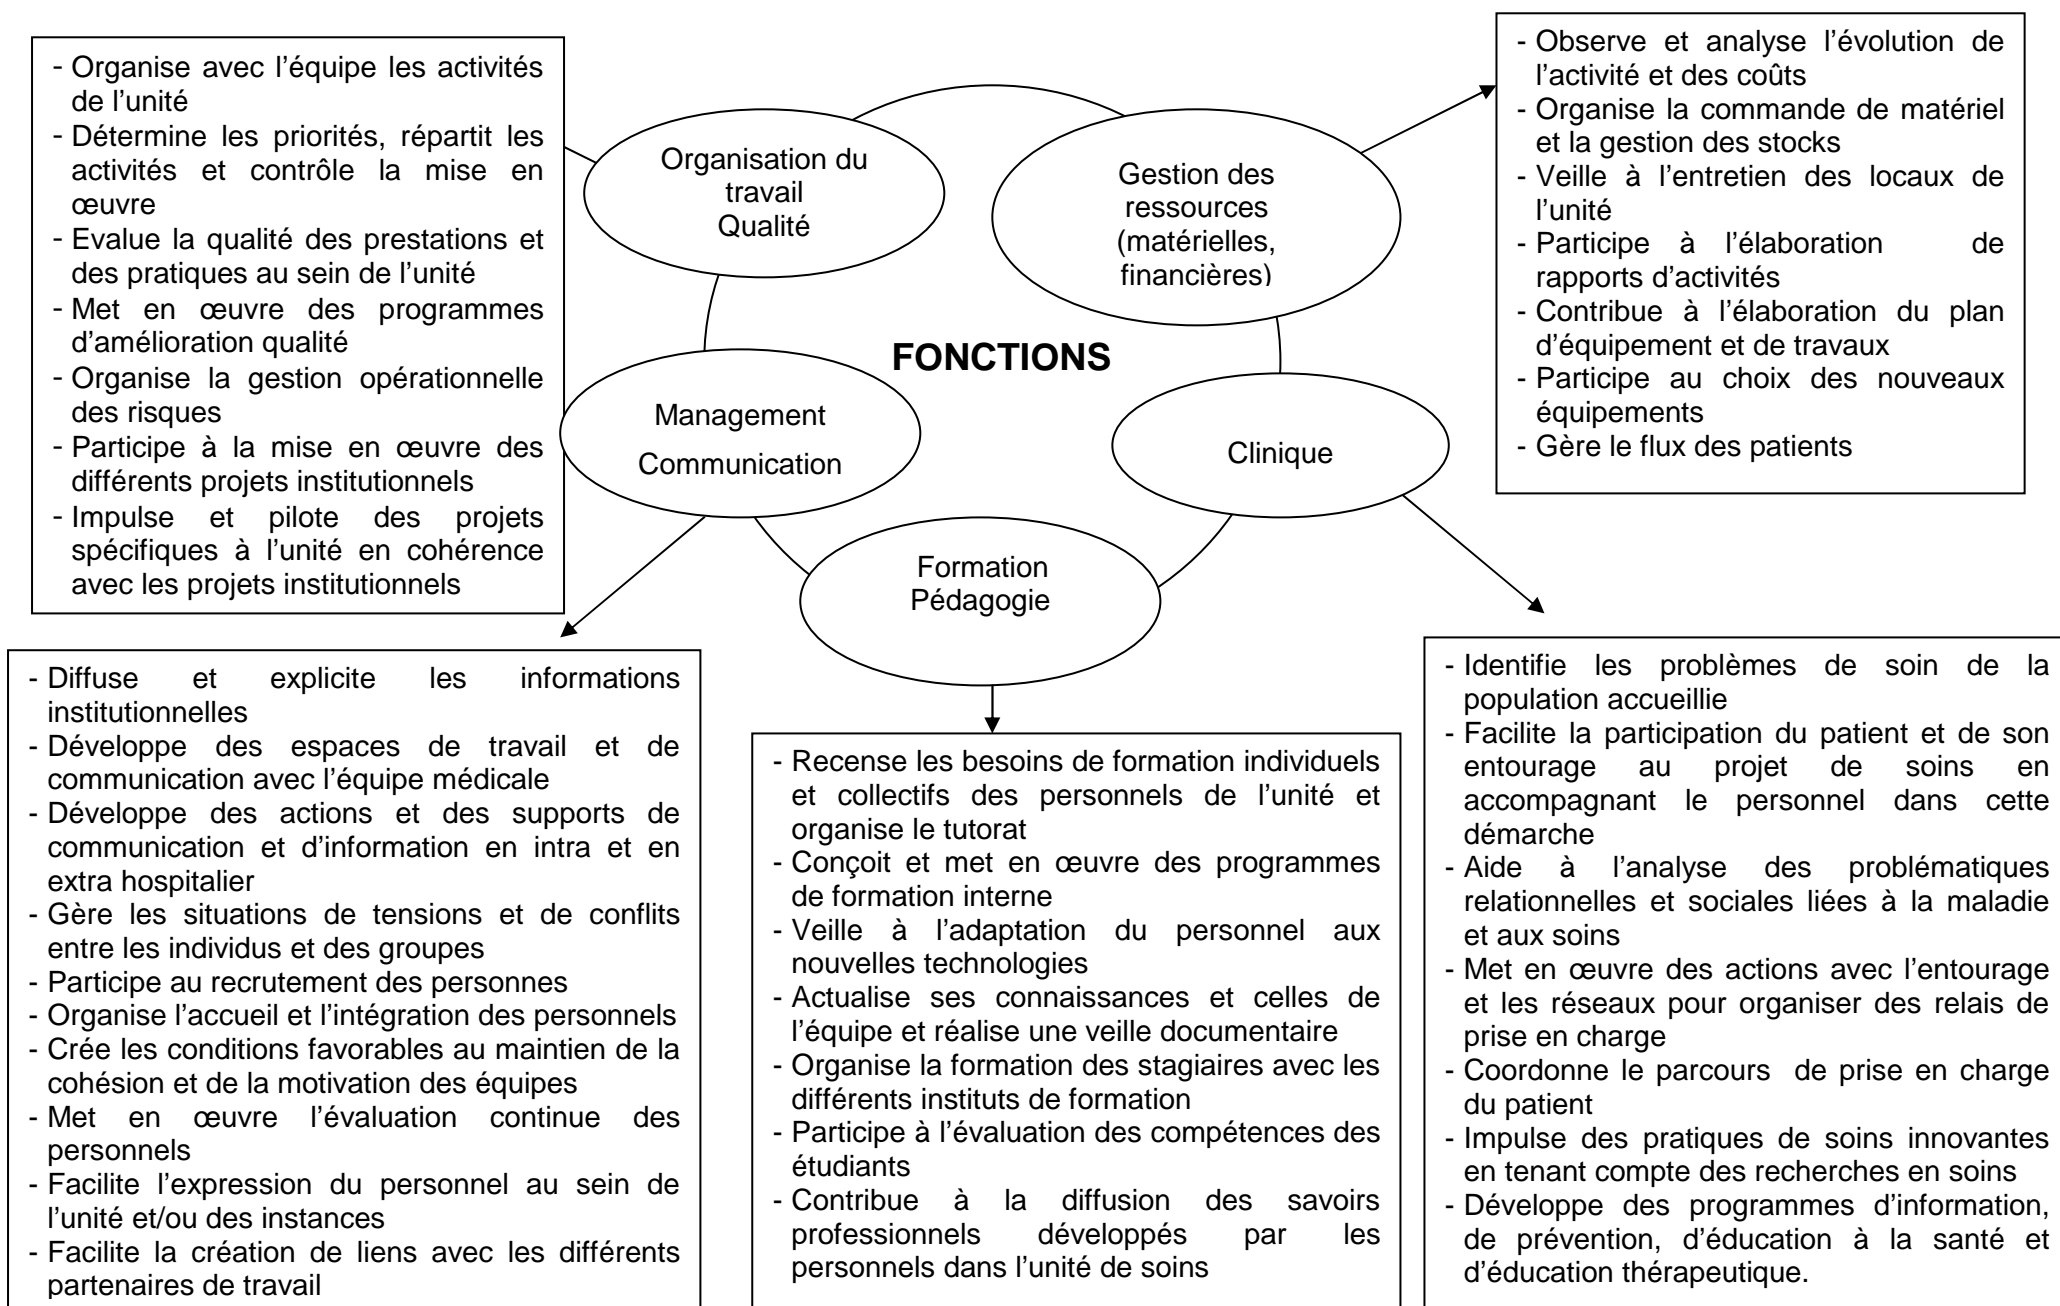 - Organise avec l’équipe les activités
de l’unité
- Détermine les priorités, répartit les
activités et contrôle la mise en
œuvre
- Evalue la qualité des prestations et
des pratiques au sein de l’unité
- Met en œuvre des programmes
d’amélioration qualité
- Organise la gestion opérationnelle
des risques
- Participe à la mise en œuvre des
différents projets institutionnels
- Impulse et pilote des projets
spécifiques à l’unité en cohérence
avec les projets institutionnels
Organisation du
travail
Qualité
Gestion des
ressources
(matérielles,
financières)
- Observe et analyse l’évolution de
l’activité et des coûts
- Organise la commande de matériel
et la gestion des stocks
- Veille à l’entretien des locaux de
l’unité
- Participe à l’élaboration de
rapports d’activités
- Contribue à l’élaboration du plan
d’équipement et de travaux
- Participe au choix des nouveaux
équipements
- Gère le flux des patients
FONCTIONS
Management
Communication
Clinique
Formation
Pédagogie
- Diffuse et explicite les informations
institutionnelles
- Développe des espaces de travail et de
communication avec l’équipe médicale
- Développe des actions et des supports de
communication et d’information en intra et en
extra hospitalier
- Gère les situations de tensions et de conflits
entre les individus et des groupes
- Participe au recrutement des personnes
- Organise l’accueil et l’intégration des personnels
- Crée les conditions favorables au maintien de la
cohésion et de la motivation des équipes
- Met en œuvre l’évaluation continue des
personnels
- Facilite l’expression du personnel au sein de
l’unité et/ou des instances
- Facilite la création de liens avec les différents
partenaires de travail
- Recense les besoins de formation individuels
et collectifs des personnels de l’unité et
organise le tutorat
- Conçoit et met en œuvre des programmes
de formation interne
- Veille à l’adaptation du personnel aux
nouvelles technologies
- Actualise ses connaissances et celles de
l’équipe et réalise une veille documentaire
- Organise la formation des stagiaires avec les
différents instituts de formation
- Participe à l’évaluation des compétences des
étudiants
- Contribue à la diffusion des savoirs
professionnels développés par les
personnels dans l’unité de soins
- Identifie les problèmes de soin de la
population accueillie
- Facilite la participation du patient et de son
entourage au projet de soins en
accompagnant le personnel dans cette
démarche
- Aide à l’analyse des problématiques
relationnelles et sociales liées à la maladie
et aux soins
- Met en œuvre des actions avec l’entourage
et les réseaux pour organiser des relais de
prise en charge
- Coordonne le parcours de prise en charge
du patient
- Impulse des pratiques de soins innovantes
en tenant compte des recherches en soins
- Développe des programmes d’information,
de prévention, d’éducation à la santé et
d’éducation thérapeutique.